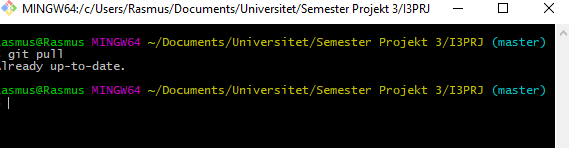 MINGW64:/c/Users/Rasmus/Documents/Universitet/Semester Projekt 3/I3PRJ
asmus@Rasmus MINGW64 ~/Documents/Universitet/Semester Projekt 3/I3PRJ (master)
git pull
lready up-to-date.
asmus@Rasmus MINGW64 ~/Documents/Universitet/Semester Projekt 3/I3PRJ (master)